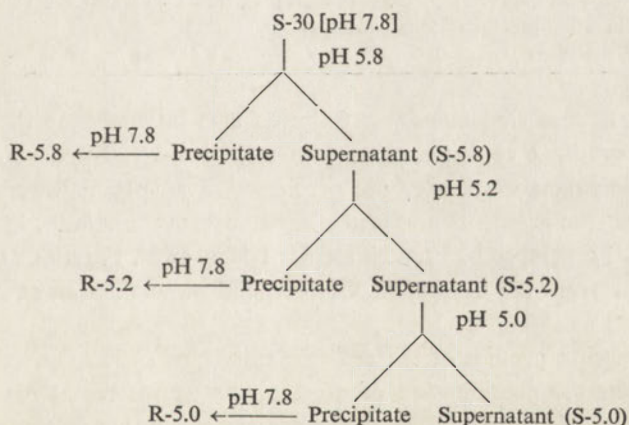 S-30 [pH 7.8]
pH 5.8
pH 7.8
R-5.8 ← Precipitate Supernatant (S-5.8)
pH 5.2
pH 7.8
R-5.2 ← Precipitate Supernatant (S-5.2)
pH 5.0
pH 7.8
R-5.0 ← Precipitate Supernatant (S-5.0)